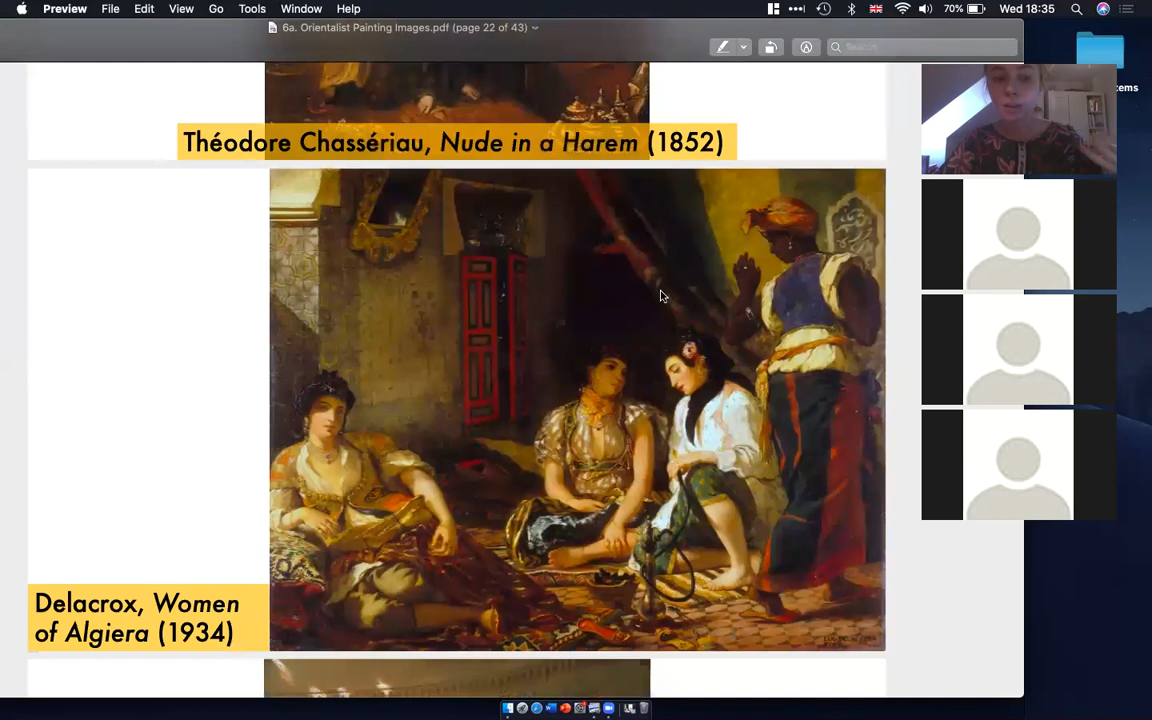 Preview File Edit View Go Tools Window Help 70% Wed 18:35
6a. Orientalist Painting Images.pdf (page 22 of 43)
Search
Théodore Chassériau, Nude in a Harem (1852)
Delacrox, Women
of Algiera (1934)